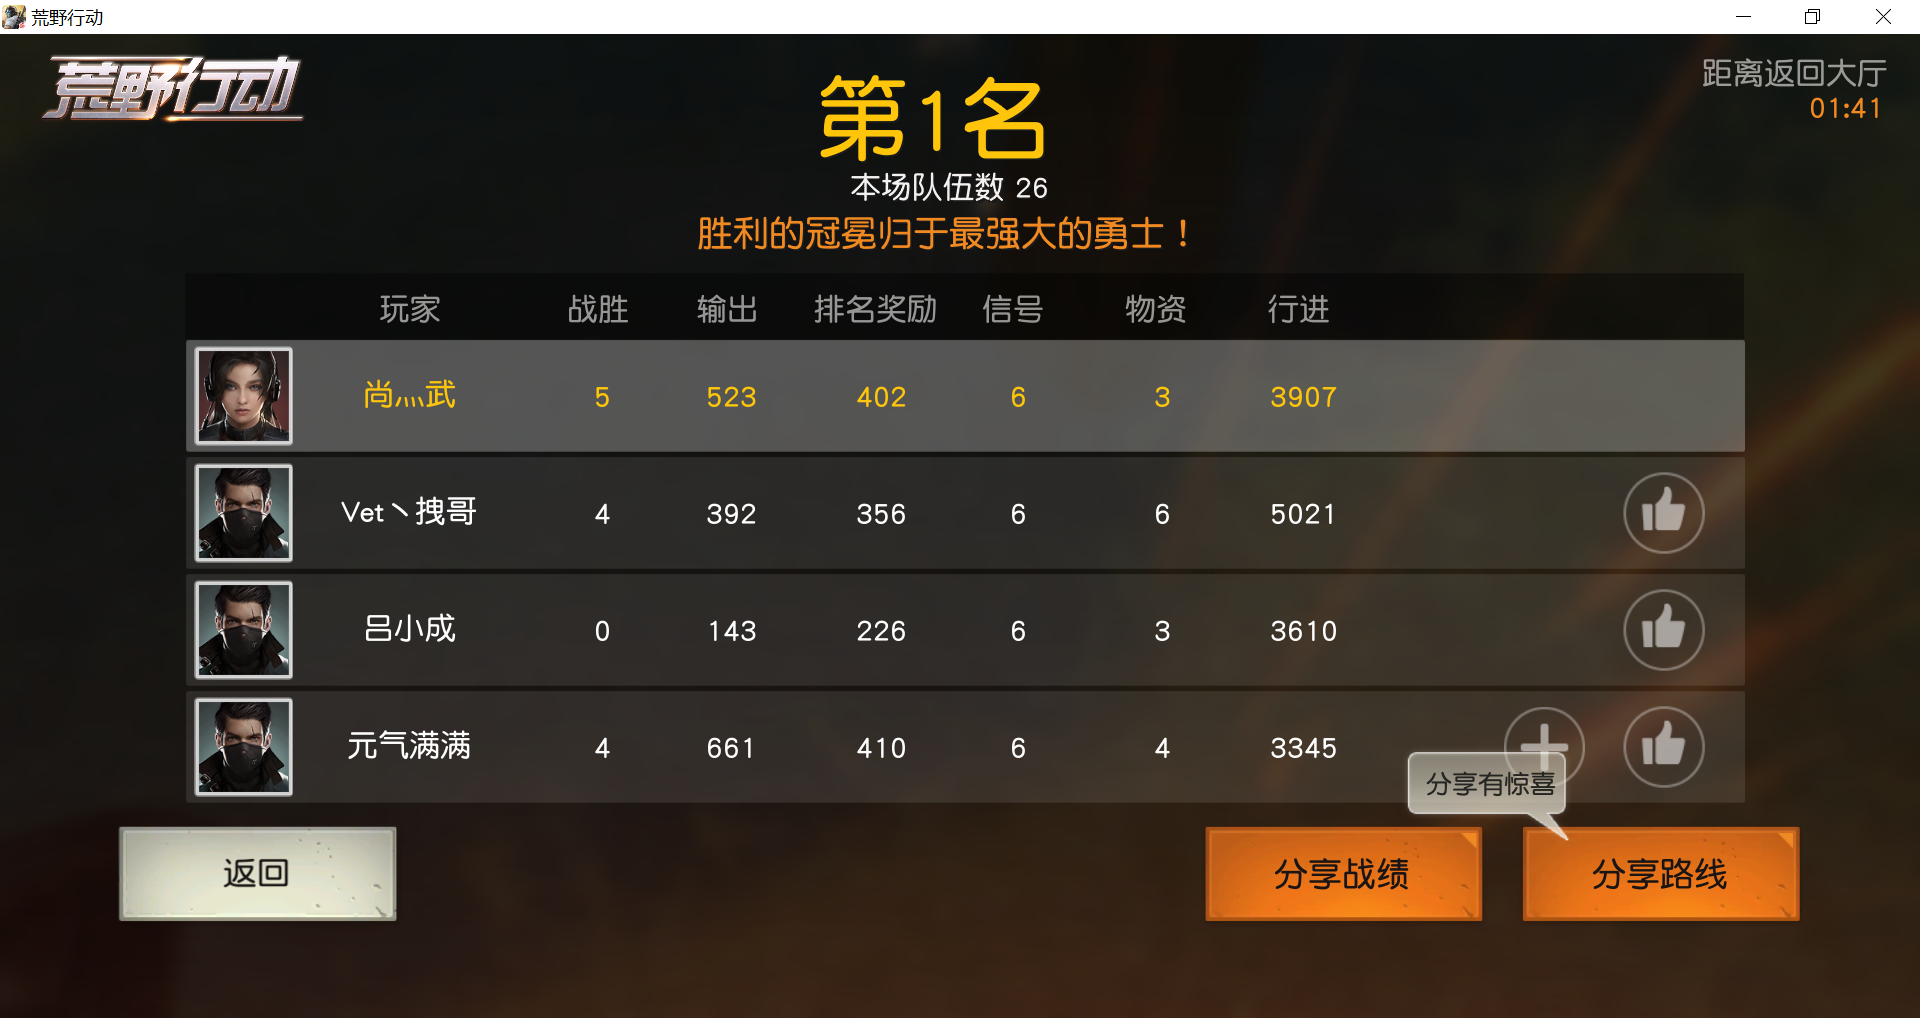 荒野行动
荒野行动
距离返回大厅
01:41
第1名
本场队伍数 26
胜利的冠冕归于最强大的勇士！
玩家 战胜 输出 排名奖励 信号 物资 行进
尚灬武 5 523 402 6 3 3907
Vet丶拽哥 4 392 356 6 6 5021
吕小成 0 143 226 6 3 3610
元气满满 4 661 410 6 4 3345
分享有惊喜
返回 分享战绩 分享路线